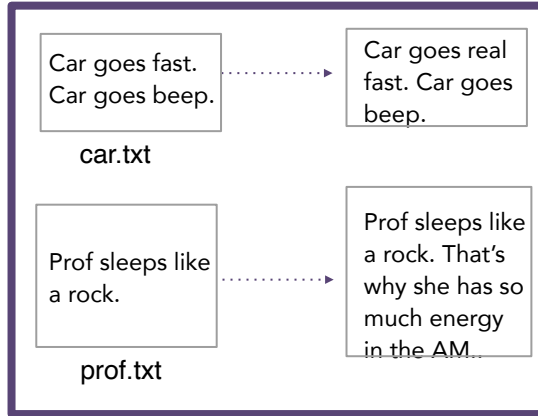 Car goes fast.
Car goes beep.
car.txt
Car goes real
fast. Car goes
beep.
Prof sleeps like
a rock.
prof.txt
Prof sleeps like
a rock. That’s
why she has so
much energy
in the AM..